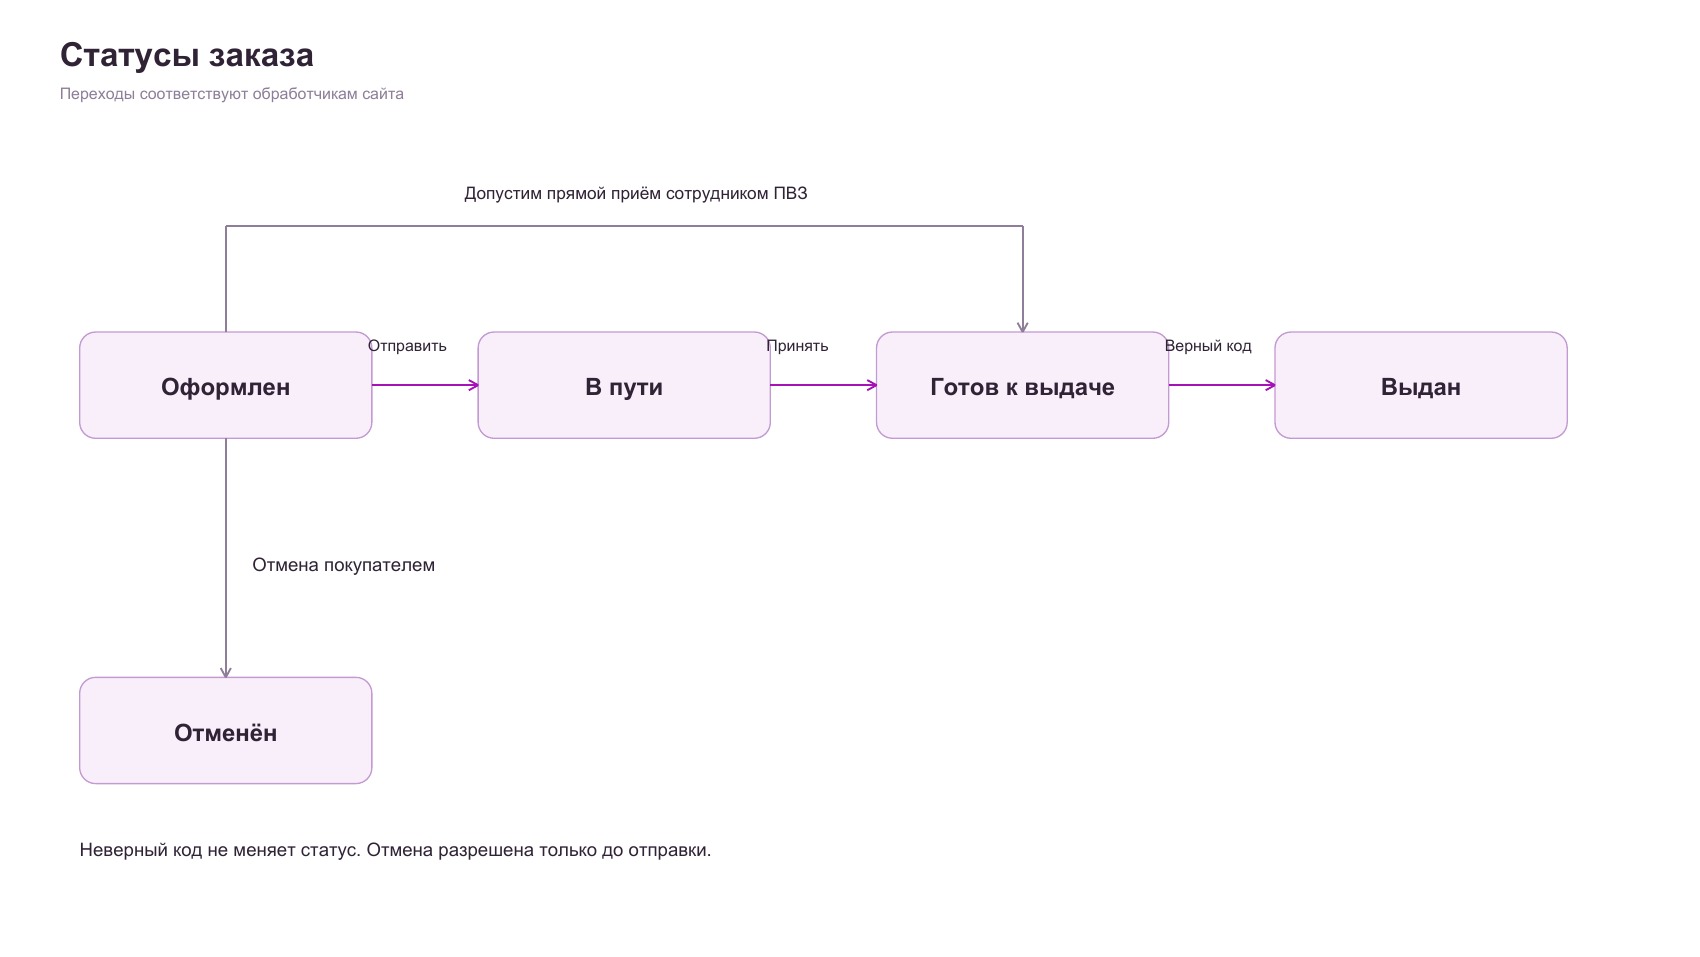 Статусы заказа
Переходы соответствуют обработчикам сайта
Допустим прямой приём сотрудником ПВЗ
Отправить
Принять
Верный код
Оформлен
В пути
Готов к выдаче
Выдан
Отмена покупателем
Отменён
Неверный код не меняет статус. Отмена разрешена только до отправки.